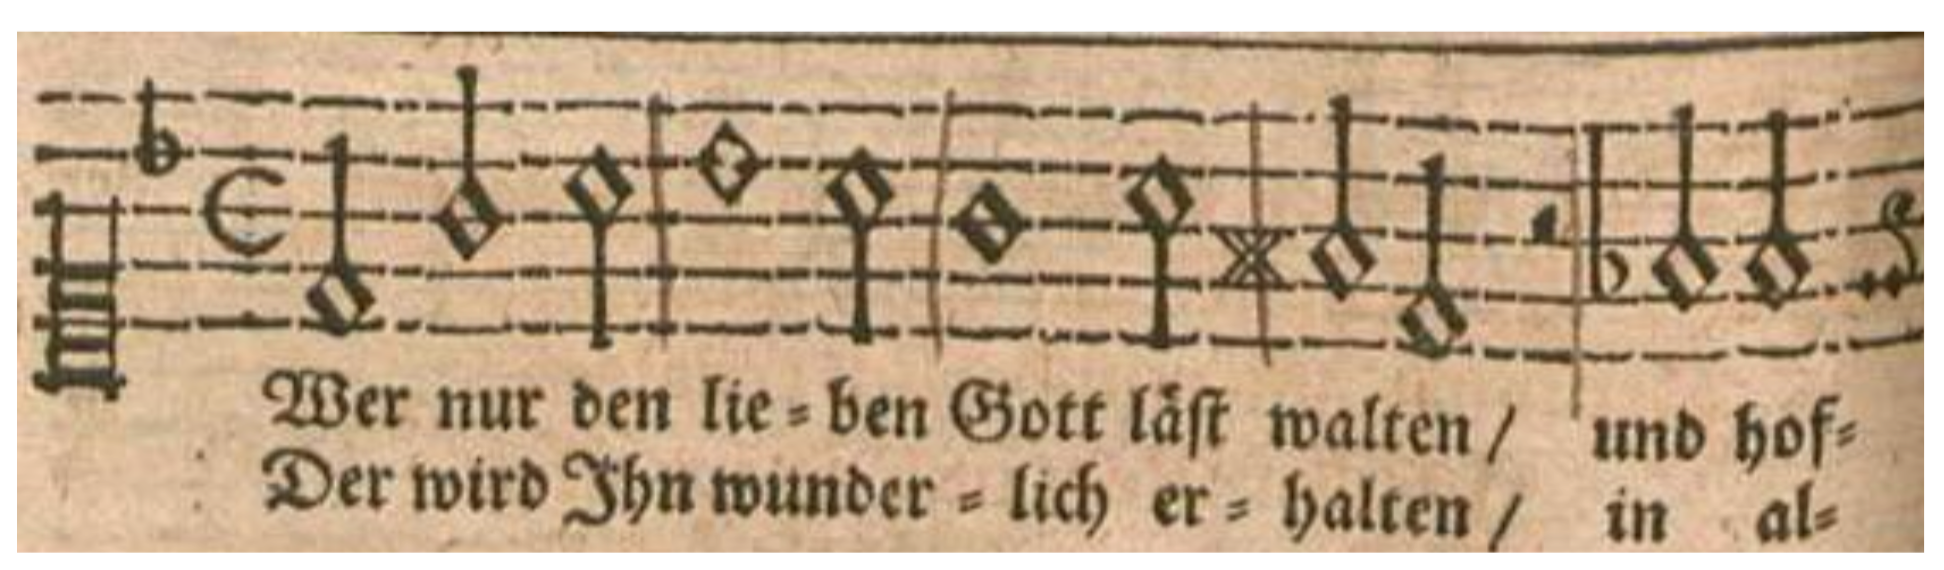 Wer nur den lie⸗ben Gott läſt walten / und hof⸗
Der wird Ihn wunder ⸗ lich er ⸗ halten / in al⸗